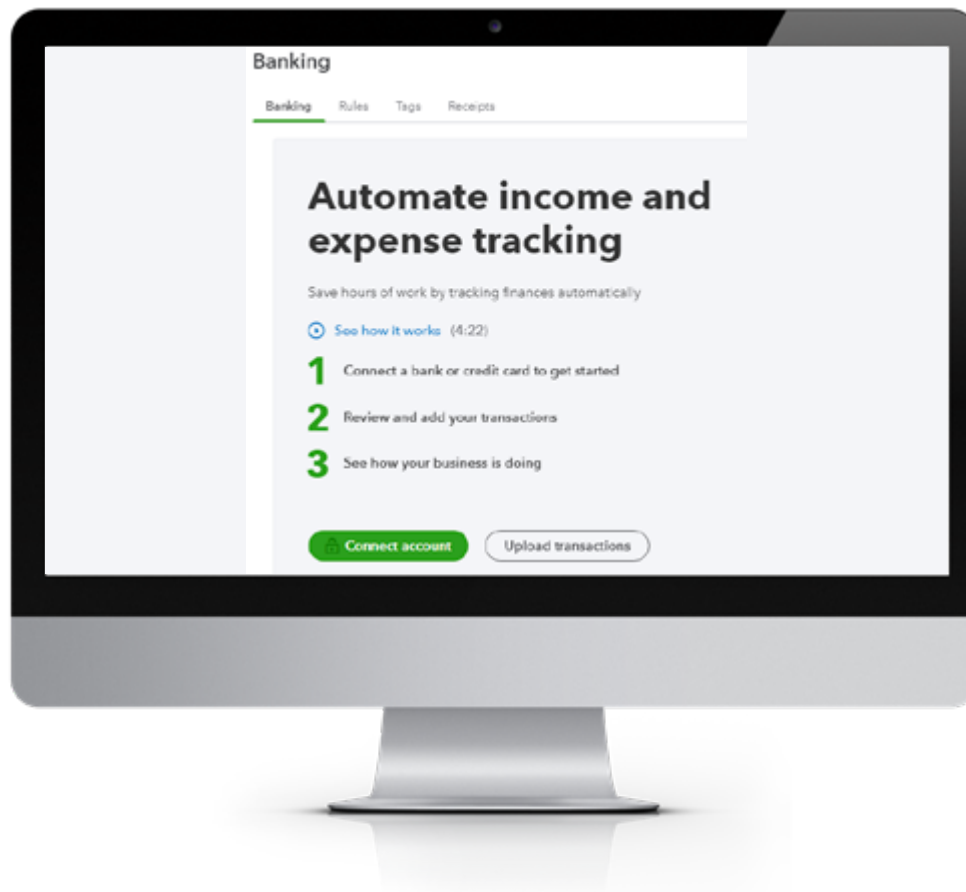 Banking
Banking Rules Tags Receipts
Automate income and
expense tracking
Save hours of work by tracking finances automatically
See how it works (4:22)
1 Connect a bank or credit card to get started
2 Review and add your transactions
3 See how your business is doing
Connect account Upload transactions